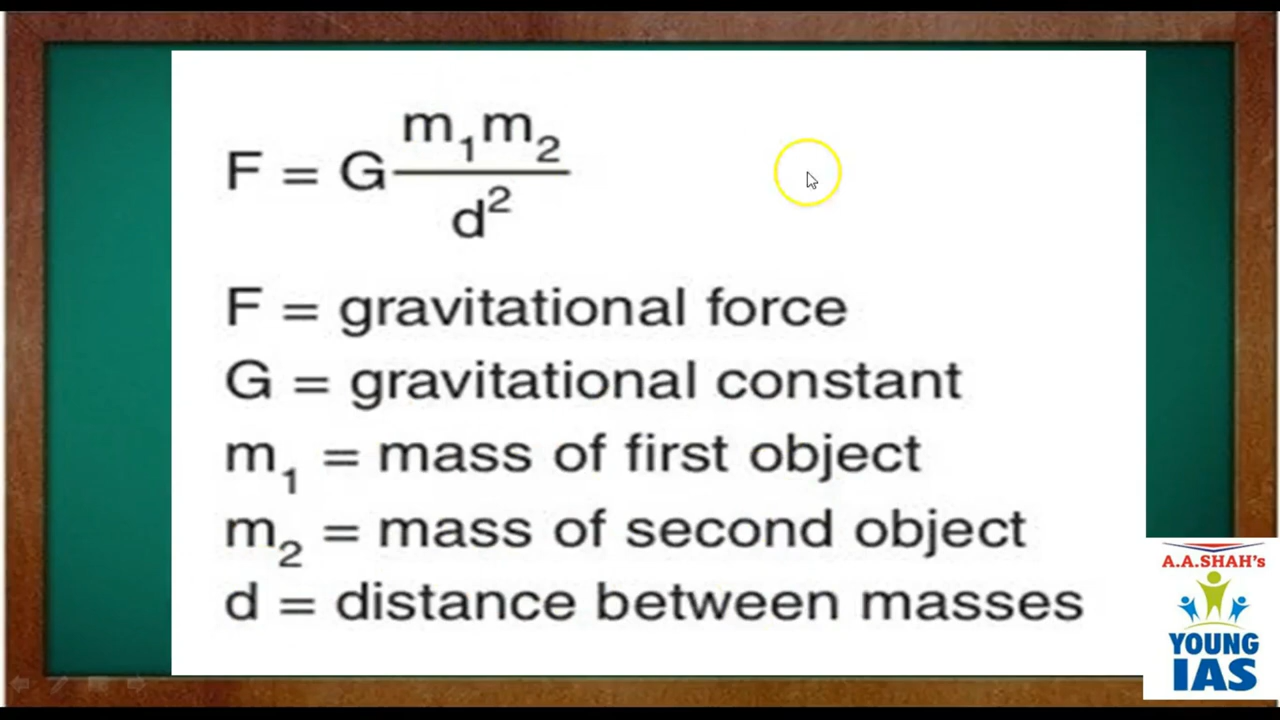 F = G m₁m₂/d²
F = gravitational force
G = gravitational constant
m₁ = mass of first object
m₂ = mass of second object
d = distance between masses
A.A.SHAH's
YOUNG
IAS